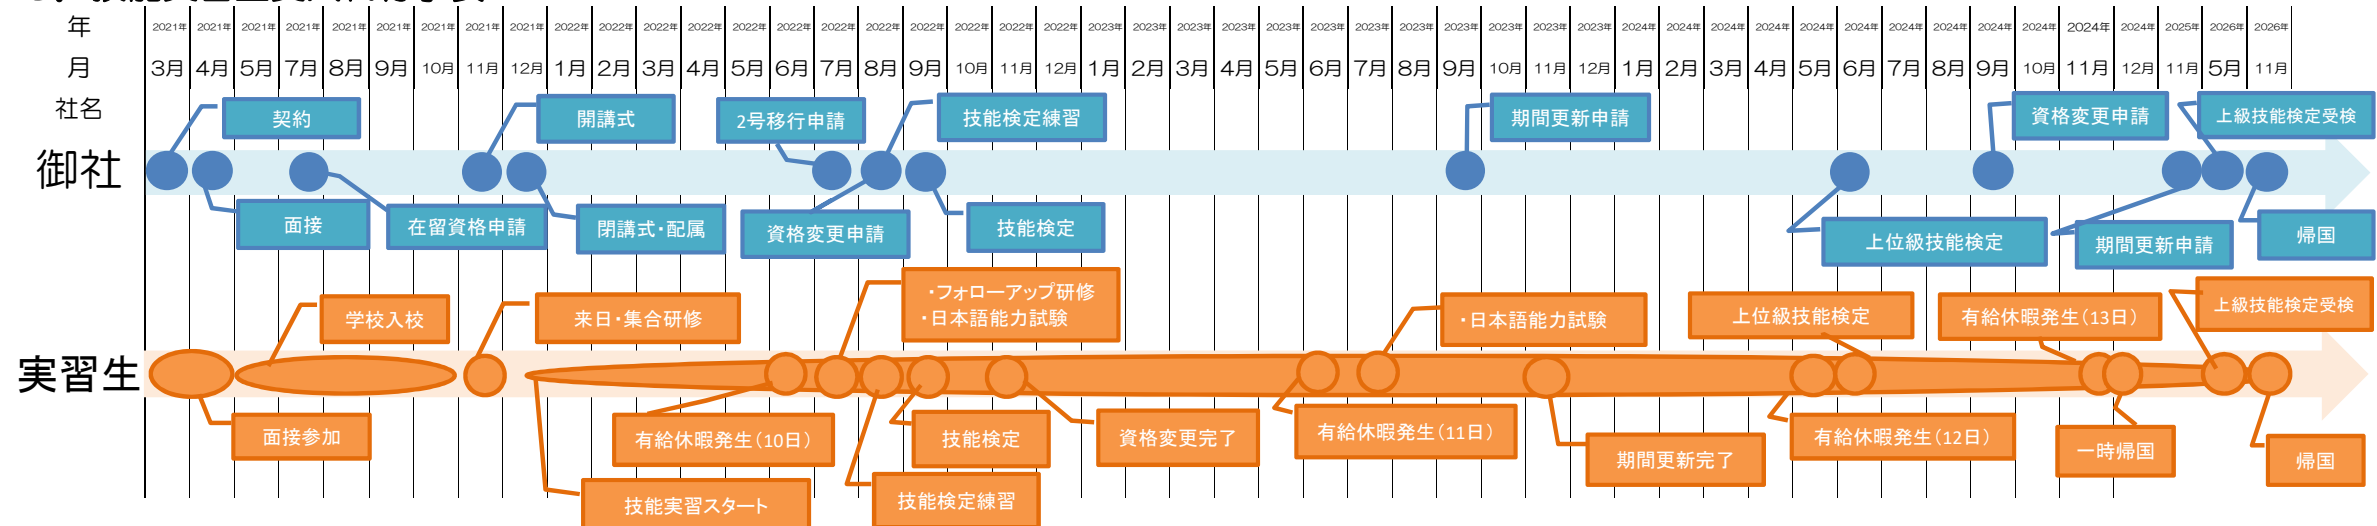 年 2021年 2021年 2021年 2021年 2021年 2021年 2021年 2021年 2021年 2022年 2022年 2022年 2022年 2022年 2022年 2022年 2022年 2022年 2022年 2022年 2022年 2023年 2023年 2023年 2023年 2023年 2023年 2023年 2023年 2023年 2023年 2023年 2023年 2024年 2024年 2024年 2024年 2024年 2024年 2024年 2024年 2024年 2024年 2024年 2024年 2025年 2026年 2026年
月 3月 4月 5月 7月 8月 9月 10月 11月 12月 1月 2月 3月 4月 5月 6月 7月 8月 9月 10月 11月 12月 1月 2月 3月 4月 5月 6月 7月 8月 9月 10月 11月 12月 1月 2月 3月 4月 5月 6月 7月 8月 9月 10月 11月 12月 11月 5月 11月
社名
契約
開講式
2号移行申請
技能検定練習
期間更新申請
資格変更申請
上級技能検定受検
御社
面接
在留資格申請
閉講式・配属
資格変更申請
技能検定
上位級技能検定
期間更新申請
帰国
学校入校
来日・集合研修
・フォローアップ研修
・日本語能力試験
・日本語能力試験
上位級技能検定
有給休暇発生(13日)
上級技能検定受検
実習生
面接参加
有給休暇発生(10日)
技能検定
資格変更完了
有給休暇発生(11日)
期間更新完了
有給休暇発生(12日)
一時帰国
帰国
技能実習スタート
技能検定練習